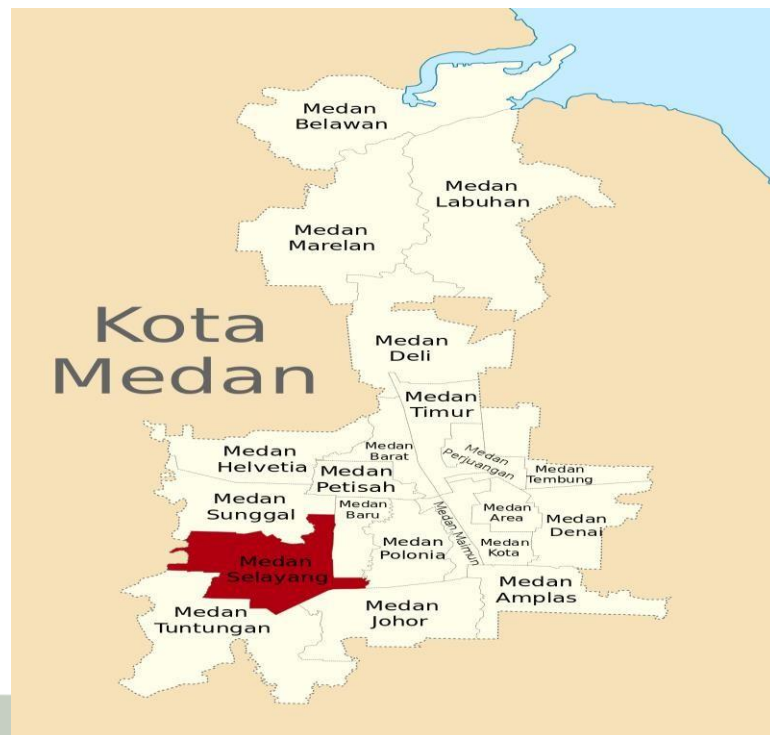 Medan
Belawan
Medan
Labuhan
Medan
Marelan
Kota
Medan
Medan
Deli
Medan
Timur
Medan
Helvetia
Medan
Barat
Medan
Perjuangan
Medan
Petisah
Medan
Tembung
Medan
Sunggal
Medan
Baru
Medan Maimun
Medan
Area
Medan
Denai
Medan
Polonia
Medan
Kota
Medan
Selayang
Medan
Amplas
Medan
Tuntungan
Medan
Johor